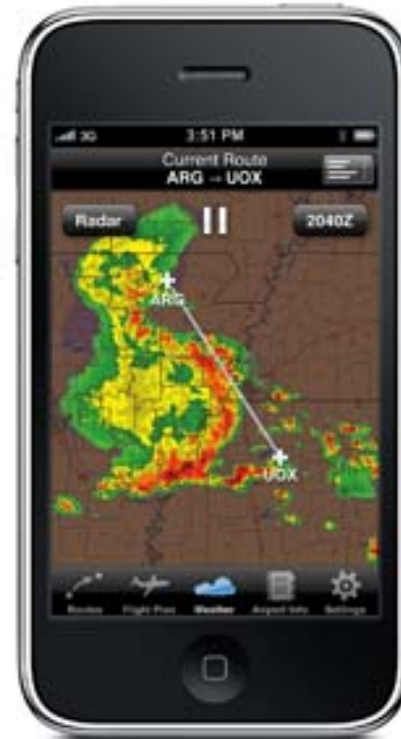 3G 3:51 PM
Current Route
ARG → UOX
Radar 2040Z
ARG
UOX
Routes Flight Plan Weather Airport Info Settings